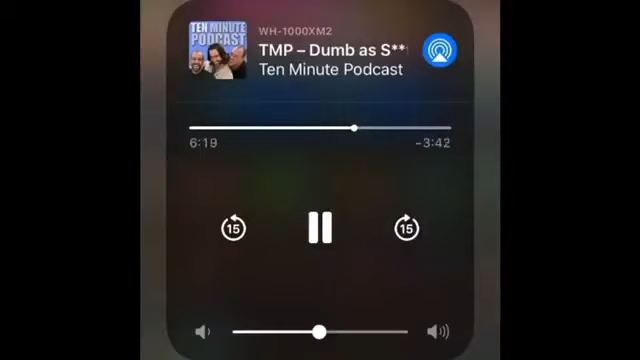 TEN MINUTE
PODCAST
WH-1000XM2
TMP – Dumb as S**
Ten Minute Podcast
6:19
-3:42
15
15